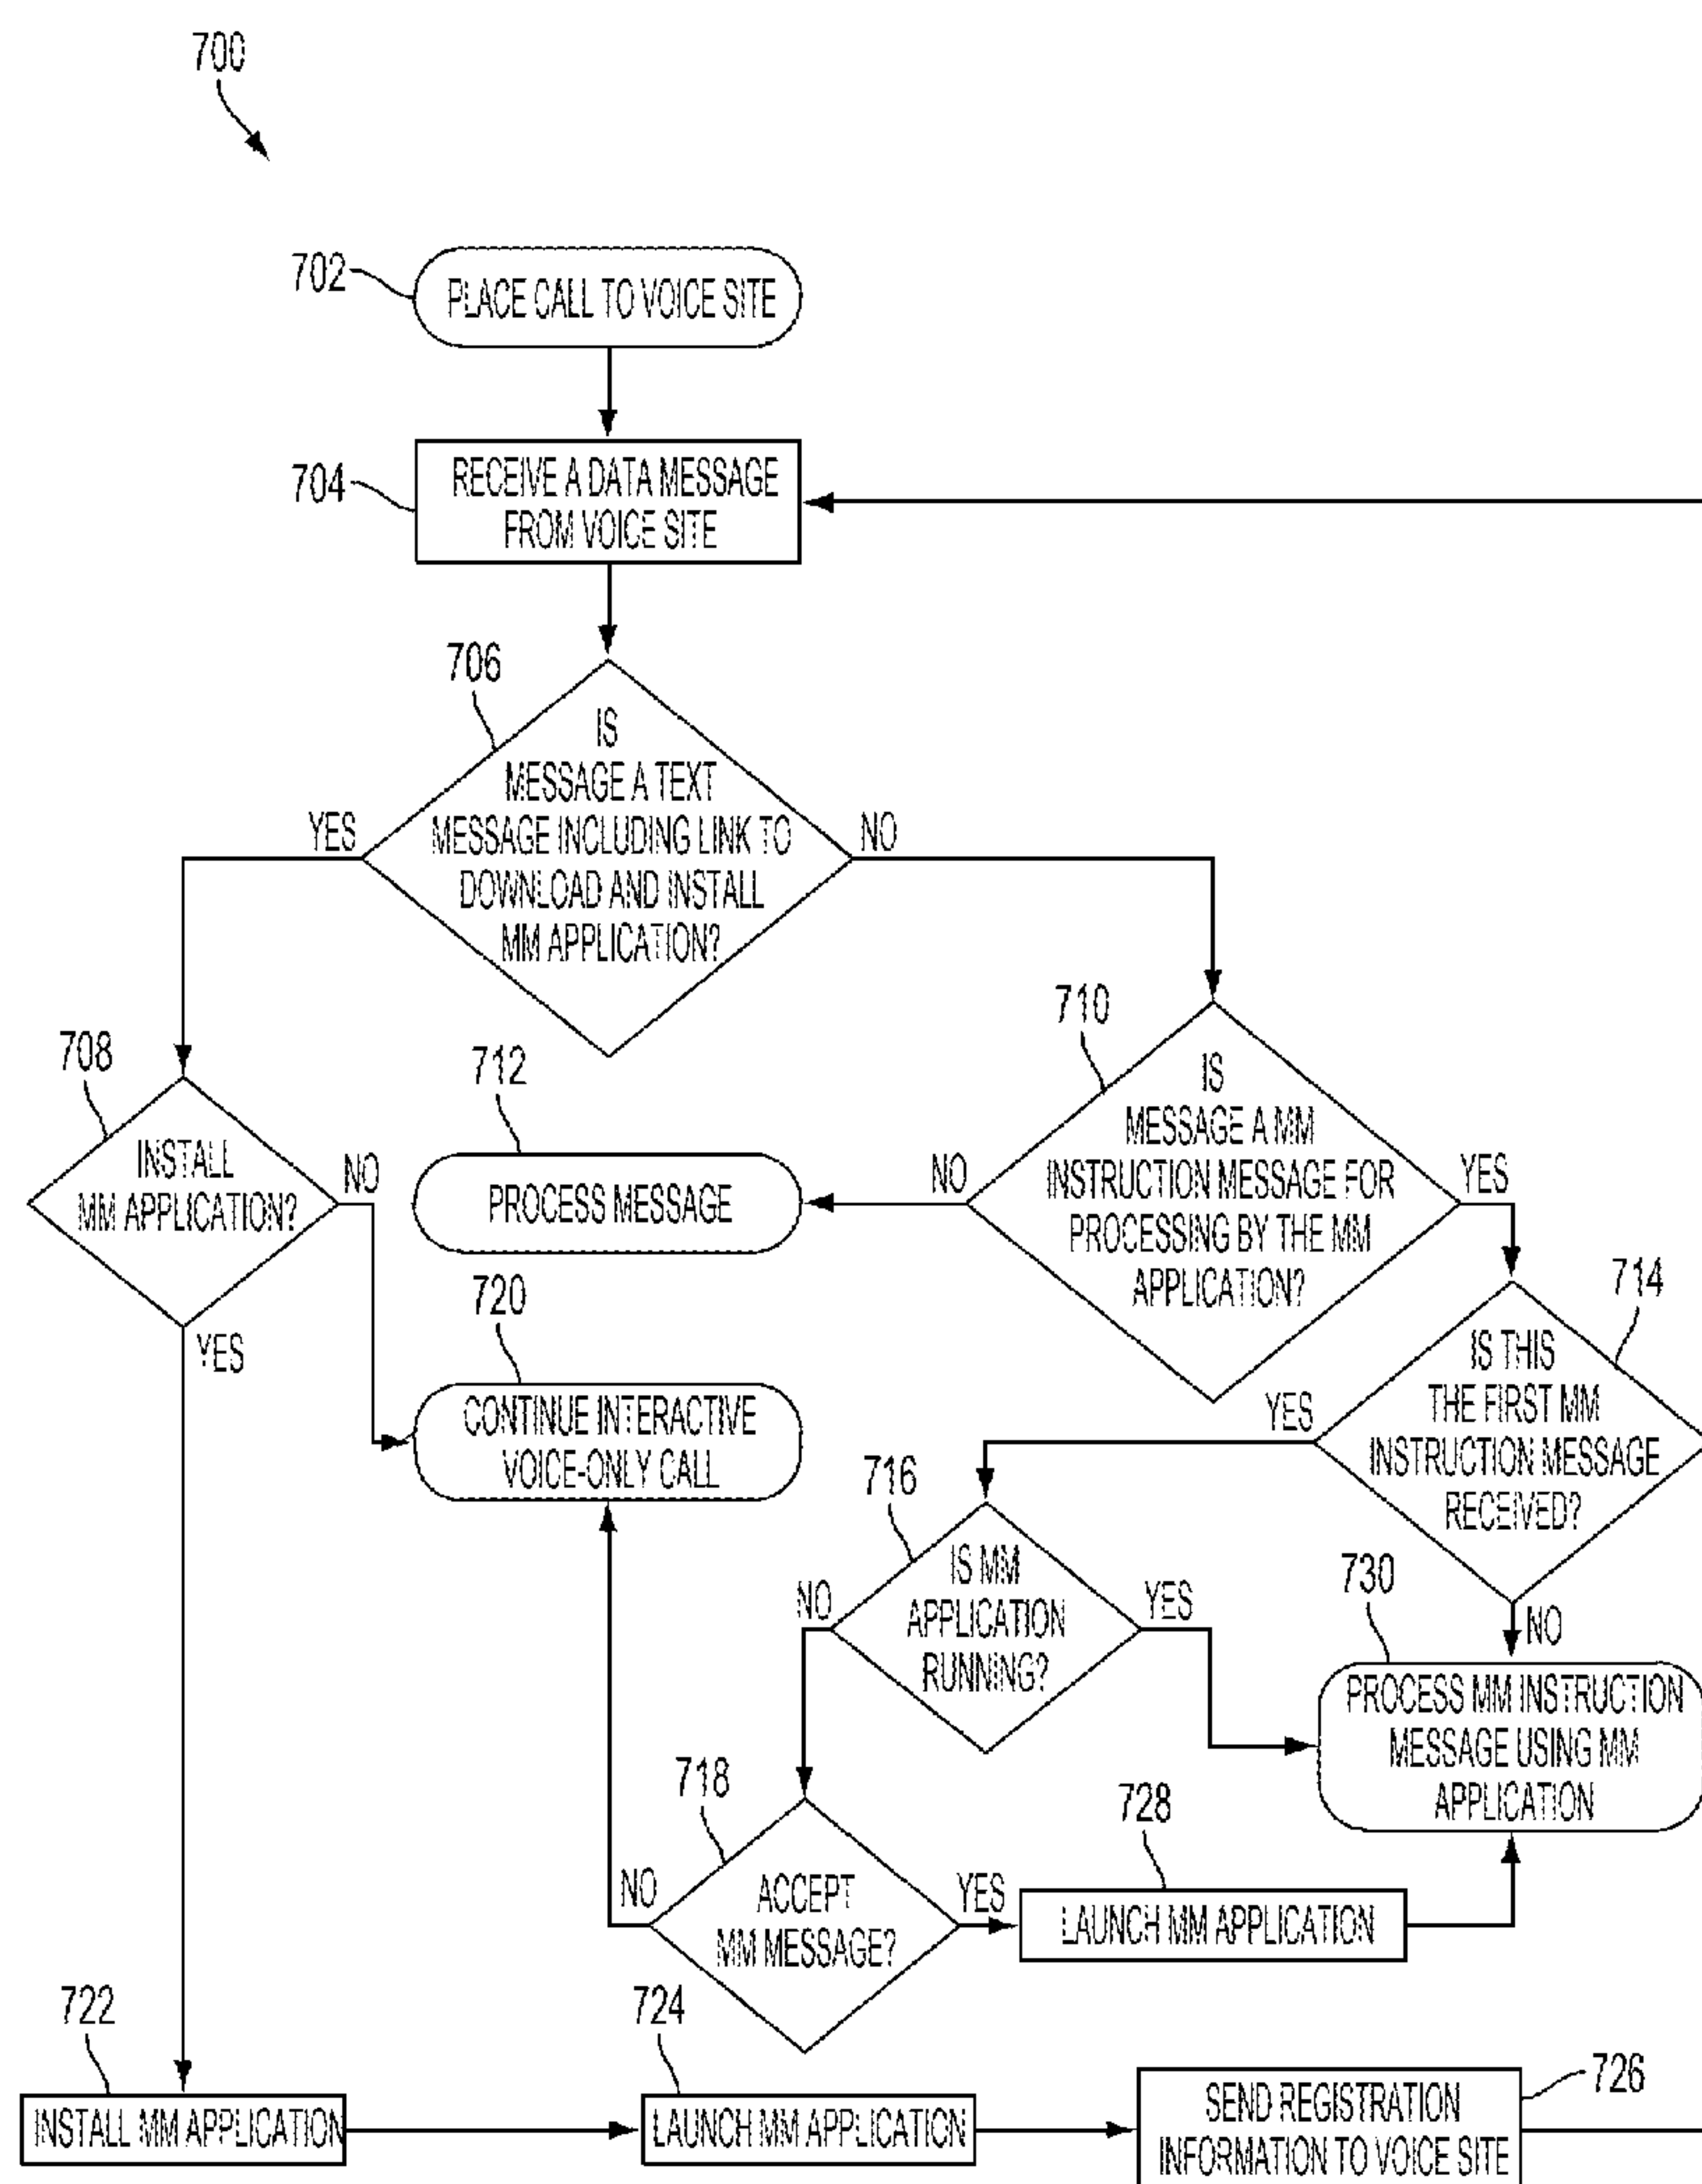 700
702
PLACE CALL TO VOICE SITE
704
RECEIVE A DATA MESSAGE
FROM VOICE SITE
706
IS
MESSAGE A TEXT
MESSAGE INCLUDING LINK TO
DOWNLOAD AND INSTALL
MM APPLICATION?
YES
NO
708
INSTALL
MM APPLICATION?
NO
YES
710
IS
MESSAGE A MM
INSTRUCTION MESSAGE FOR
PROCESSING BY THE MM
APPLICATION?
NO
YES
712
PROCESS MESSAGE
714
IS THIS
THE FIRST MM
INSTRUCTION MESSAGE
RECEIVED?
YES
NO
720
CONTINUE INTERACTIVE
VOICE-ONLY CALL
716
IS MM
APPLICATION
RUNNING?
NO
YES
730
PROCESS MM INSTRUCTION
MESSAGE USING MM
APPLICATION
718
ACCEPT
MM MESSAGE?
NO
YES
728
LAUNCH MM APPLICATION
722
INSTALL MM APPLICATION
724
LAUNCH MM APPLICATION
726
SEND REGISTRATION
INFORMATION TO VOICE SITE